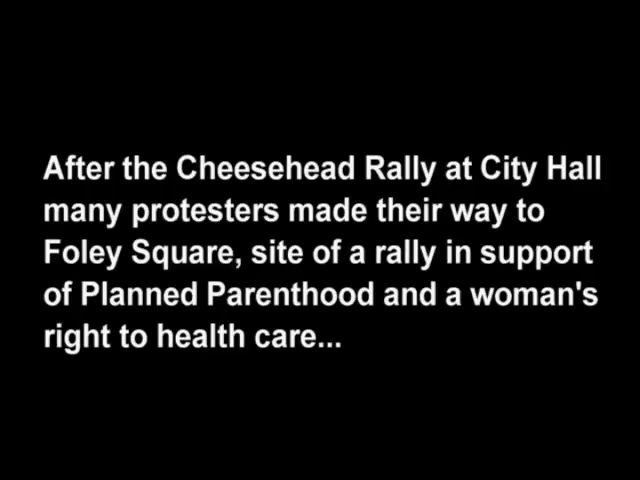 After the Cheesehead Rally at City Hall
many protesters made their way to
Foley Square, site of a rally in support
of Planned Parenthood and a woman's
right to health care...